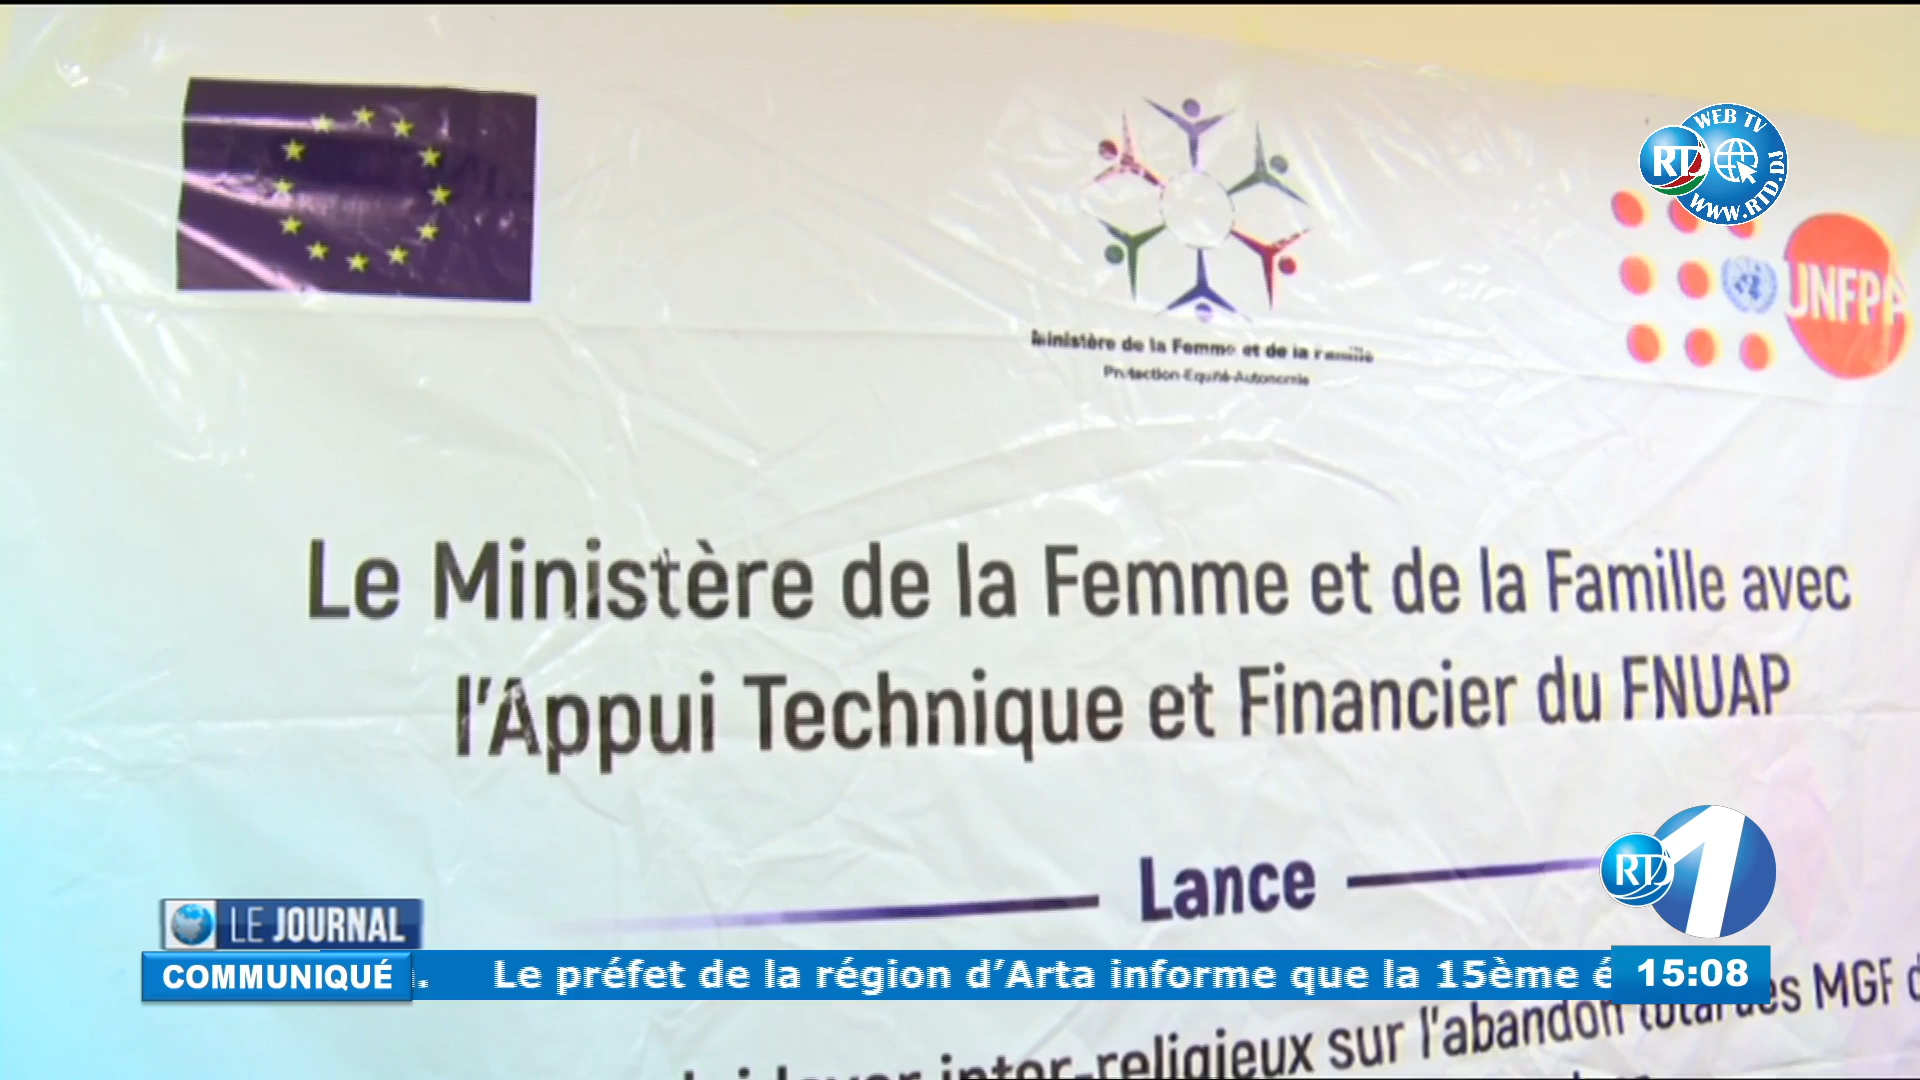 WEB TV
RTD
WWW.RTD.DJ
UNFPA
Ministère de la Femme et de la Famille
Protection-Equité-Autonomie
Le Ministère de la Femme et de la Famille avec
l'Appui Technique et Financier du FNUAP
Lance
RTD 1
LE JOURNAL
COMMUNIQUÉ
Le préfet de la région d'Arta informe que la 15ème
15:08
inter-religieux sur l'abandon total des MGF